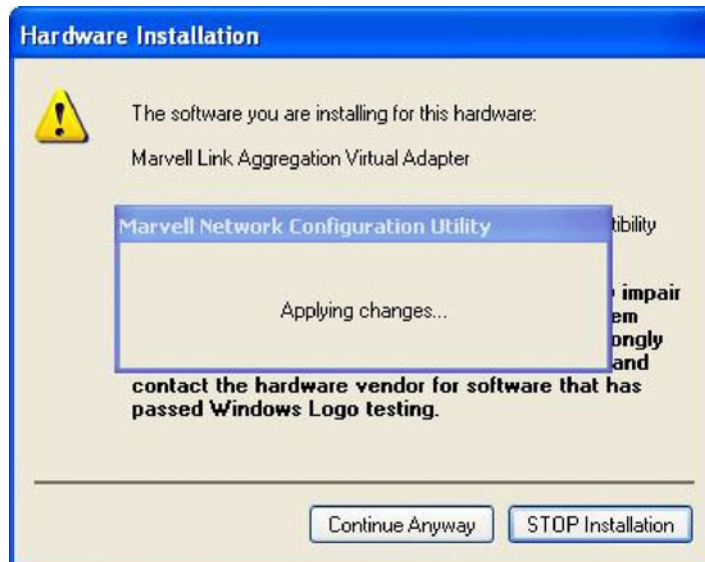 Hardware Installation
The software you are installing for this hardware:
Marvell Link Aggregation Virtual Adapter
Marvell Network Configuration Utility
Applying changes...
impair
ongly
and
contact the hardware vendor for software that has
passed Windows Logo testing.
Continue Anyway
STOP Installation